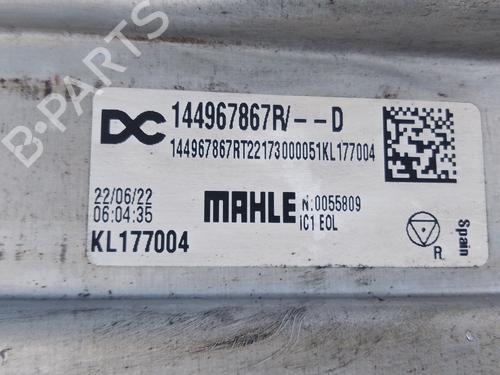 DC 144967867R/--D
144967867RT22173000051KL177004
22/06/22
06:04:35
MAHLE
N:0055809
IC1 EOL
KL177004
R
Spain
B-Parts